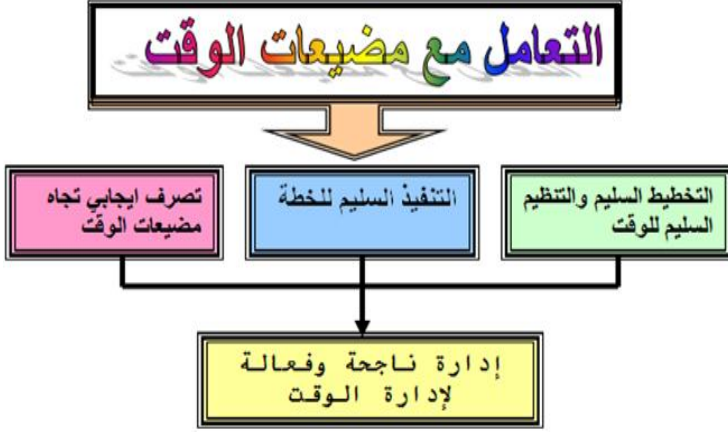 التعامل مع مضيعات الوقت
التخطيط السليم والتنظيم
السليم للوقت
التنفيذ السليم للخطة
تصرف ايجابي تجاه
مضيعات الوقت
إدارة ناجحة وفعالة
لإدارة الوقت